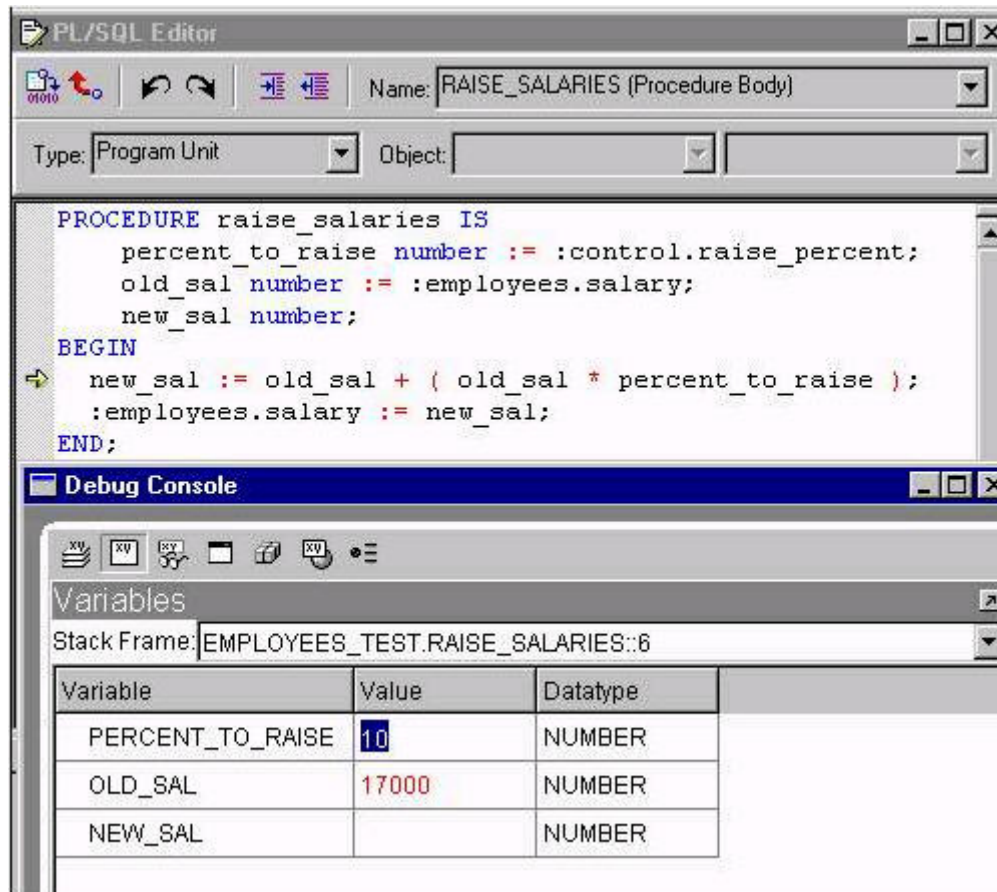 PL/SQL Editor
01010
Name: RAISE_SALARIES (Procedure Body)
Type: Program Unit Object:
PROCEDURE raise_salaries IS
percent_to_raise number := :control.raise_percent;
old_sal number := :employees.salary;
new_sal number;
BEGIN
new_sal := old_sal + ( old_sal * percent_to_raise );
:employees.salary := new_sal;
END;
Debug Console
Variables
Stack Frame: EMPLOYEES_TEST.RAISE_SALARIES::6
Variable Value Datatype
PERCENT_TO_RAISE 10 NUMBER
OLD_SAL 17000 NUMBER
NEW_SAL NUMBER